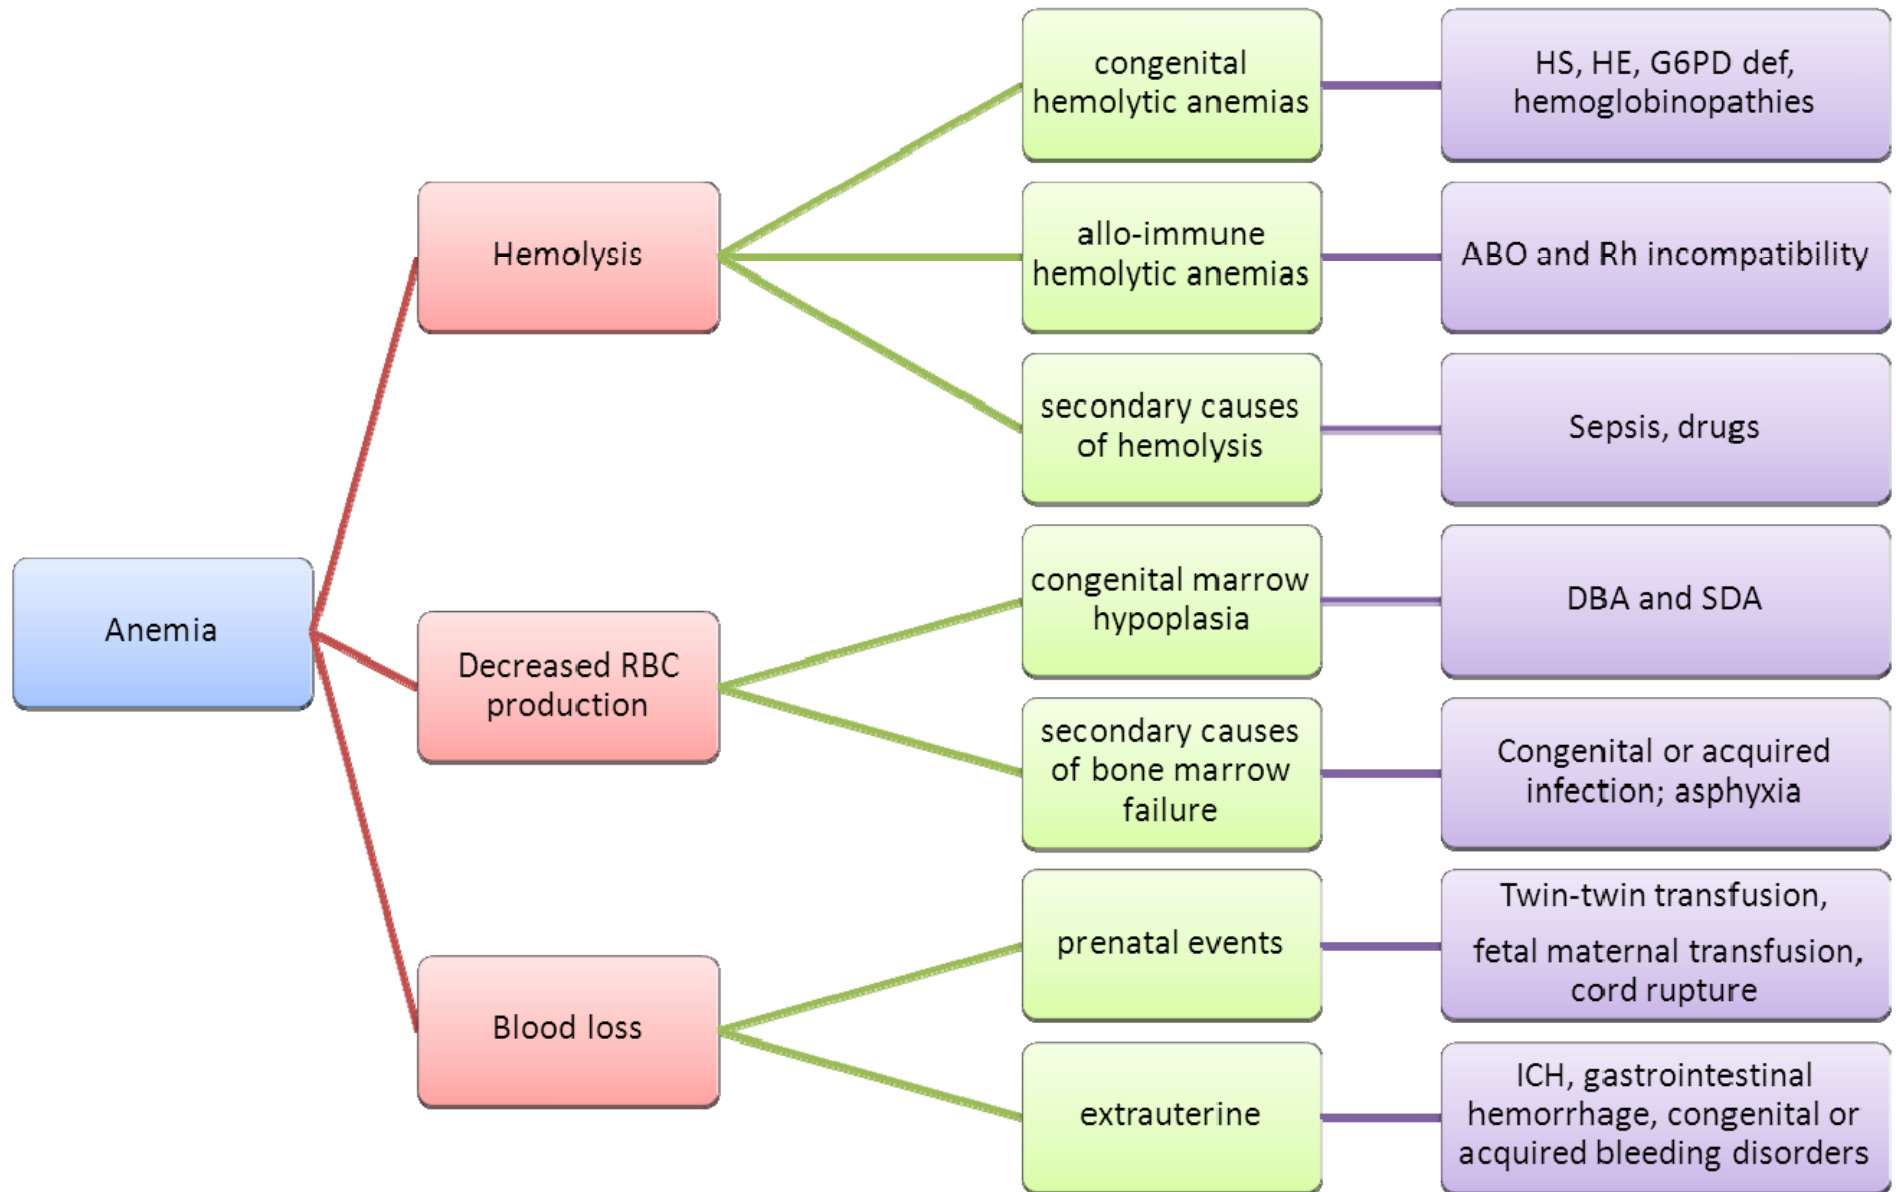 Anemia
Hemolysis
congenital
hemolytic anemias
HS, HE, G6PD def,
hemoglobinopathies
allo-immune
hemolytic anemias
ABO and Rh incompatibility
secondary causes
of hemolysis
Sepsis, drugs
Decreased RBC
production
congenital marrow
hypoplasia
DBA and SDA
secondary causes
of bone marrow
failure
Congenital or acquired
infection; asphyxia
Blood loss
prenatal events
Twin-twin transfusion,
fetal maternal transfusion,
cord rupture
extrauterine
ICH, gastrointestinal
hemorrhage, congenital or
acquired bleeding disorders